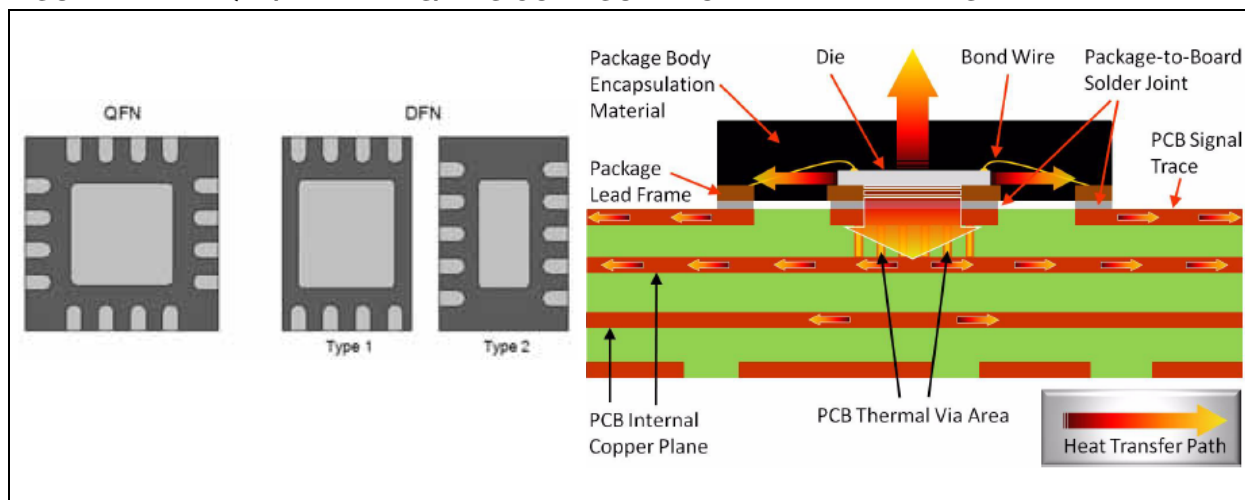 QFN
DFN
Type 1
Type 2
Package Body
Encapsulation
Material
Die
Bond Wire
Package-to-Board
Solder Joint
PCB Signal
Trace
Package
Lead Frame
PCB Internal
Copper Plane
PCB Thermal Via Area
Heat Transfer Path